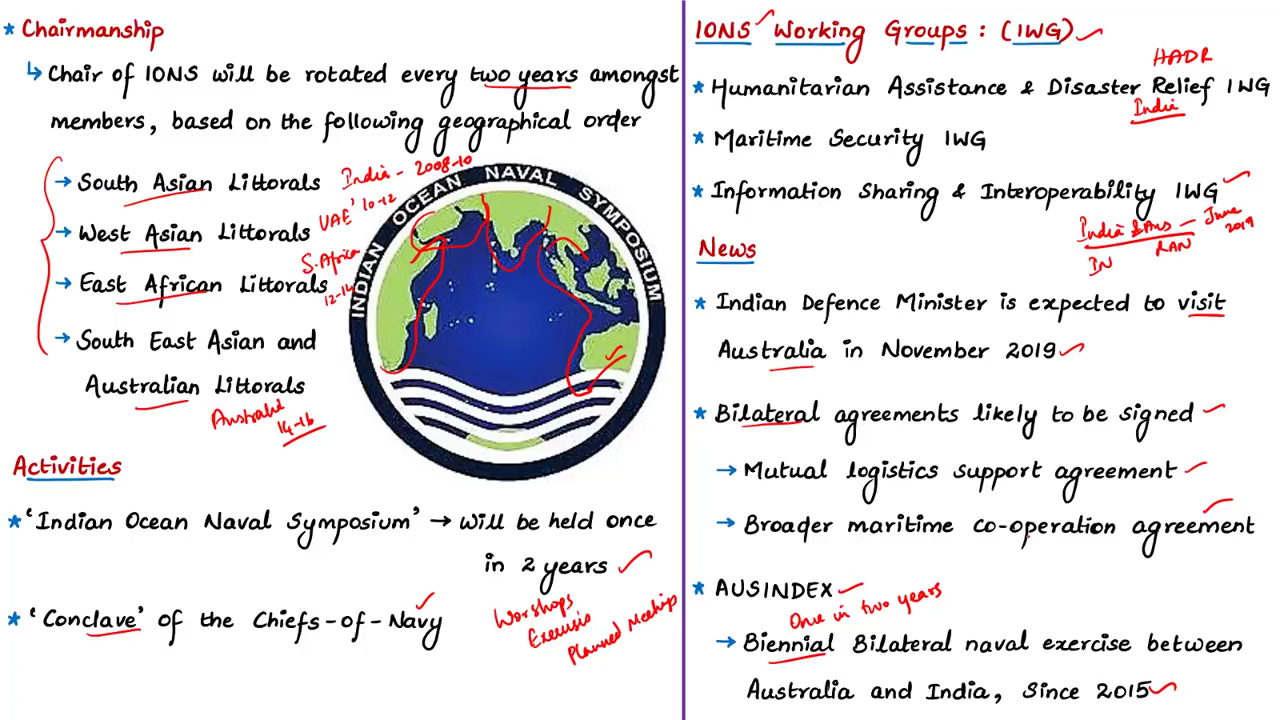 * Chairmanship
↳ Chair of IONS will be rotated every two years amongst
members, based on the following geographical order
→ South Asian Littorals
India - 2008-10
→ West Asian Littorals
UAE' 10-12
→ East African Littorals
S. Africa
12-14
→ South East Asian and
Australian Littorals
Australia
14-16
INDIAN OCEAN NAVAL SYMPOSIUM
Activities
* 'Indian Ocean Naval Symposium' → will be held once
in 2 years
* 'Conclave' of the Chiefs-of-Navy
Worshops
Exercisis
Planned Meetings
IONS Working Groups : (IWG)
HADR
* Humanitarian Assistance & Disaster Relief IWG
India
* Maritime Security IWG
* Information Sharing & Interoperability IWG
India & Aus - June
2019
IN RAN
News
* Indian Defence Minister is expected to visit
Australia in November 2019
* Bilateral agreements likely to be signed
→ Mutual logistics support agreement
→ Broader maritime co-operation agreement
* AUSINDEX
One in two years
→ Biennial Bilateral naval exercise between
Australia and India, Since 2015